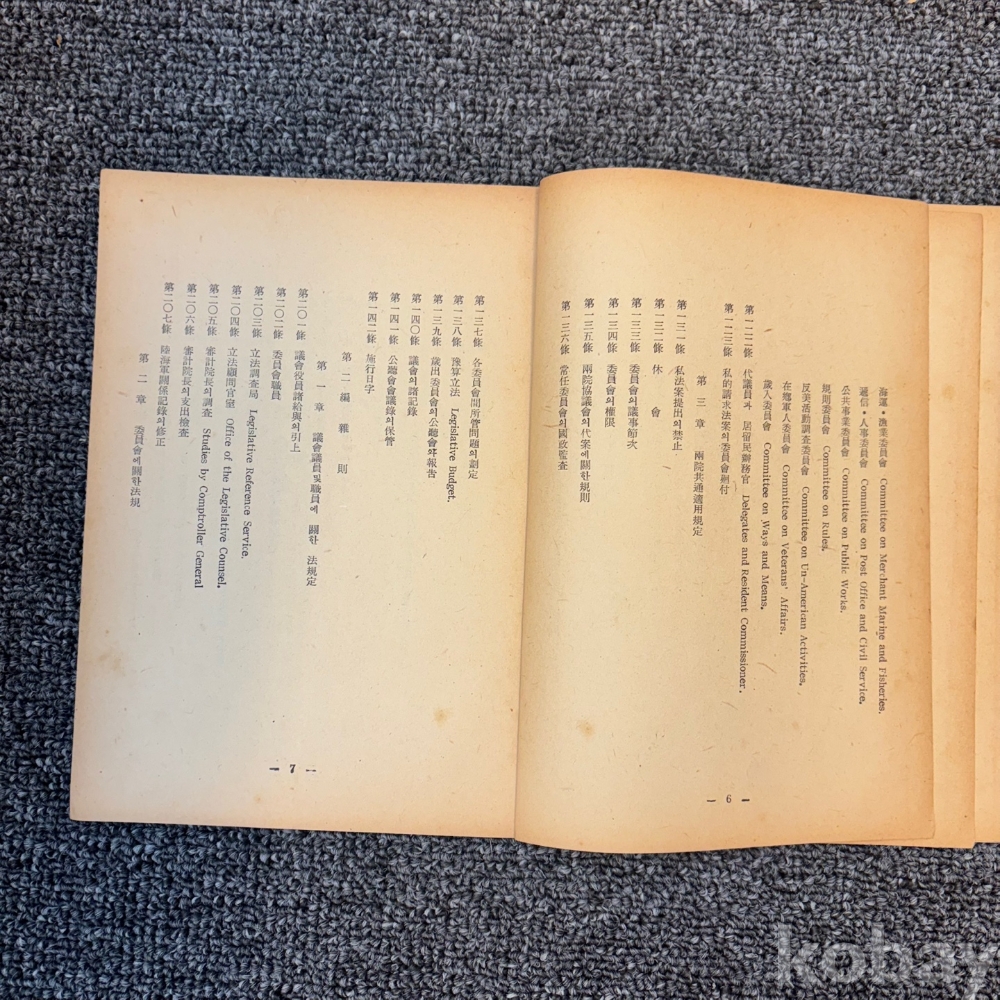 海運·漁業委員會 Committee on Merchant Marine and Fisheries.
遞信·人事委員會 Committee on Post Office and Civil Service.
公共事業委員會 Committee on Public Works.
規則委員會 Committee on Rules.
反美活動調査委員會 Committee on Un-American Activities.
在鄕軍人委員會 Committee on Veterans' Affairs.
歲入委員會 Committee on Ways and Means.
第一二二條 代議員과 居留民辦務官 Delegates and Resident Commissioner.
第一二三條 私的請求法案의委員會廻付
第三章 兩院共通適用規定
第一三一條 私法案提出의禁止
第一三二條 休會
第一三三條 委員會의議事節次
第一三四條 委員會의權限
第一三五條 兩院協議會의代案에關한規則
第一三六條 常任委員會의國政監査
— 6 —
第一三七條 各委員會間所管問題의劃定
第一三八條 豫算立法 Legislative Budget.
第一三九條 歲出委員會의公聽會와報告
第一四〇條 議會의諸記錄
第一四一條 公聽會會議錄의保管
第一四二條 施行日字
第二編 雜則
第一章 議會議員및職員에 關한 法規定
第二〇一條 議會役員諸給與의引上
第二〇二條 委員會職員
第二〇三條 立法調査局 Legislative Reference Service.
第二〇四條 立法顧問官室 Office of the Legislative Counsel.
第二〇五條 審計院長의調査 Studies by Comptroller General
第二〇六條 審計院長의支出檢査
第二〇七條 陸海軍關係記錄의修正
第二章 委員會에關한法規
— 7 —
kobay